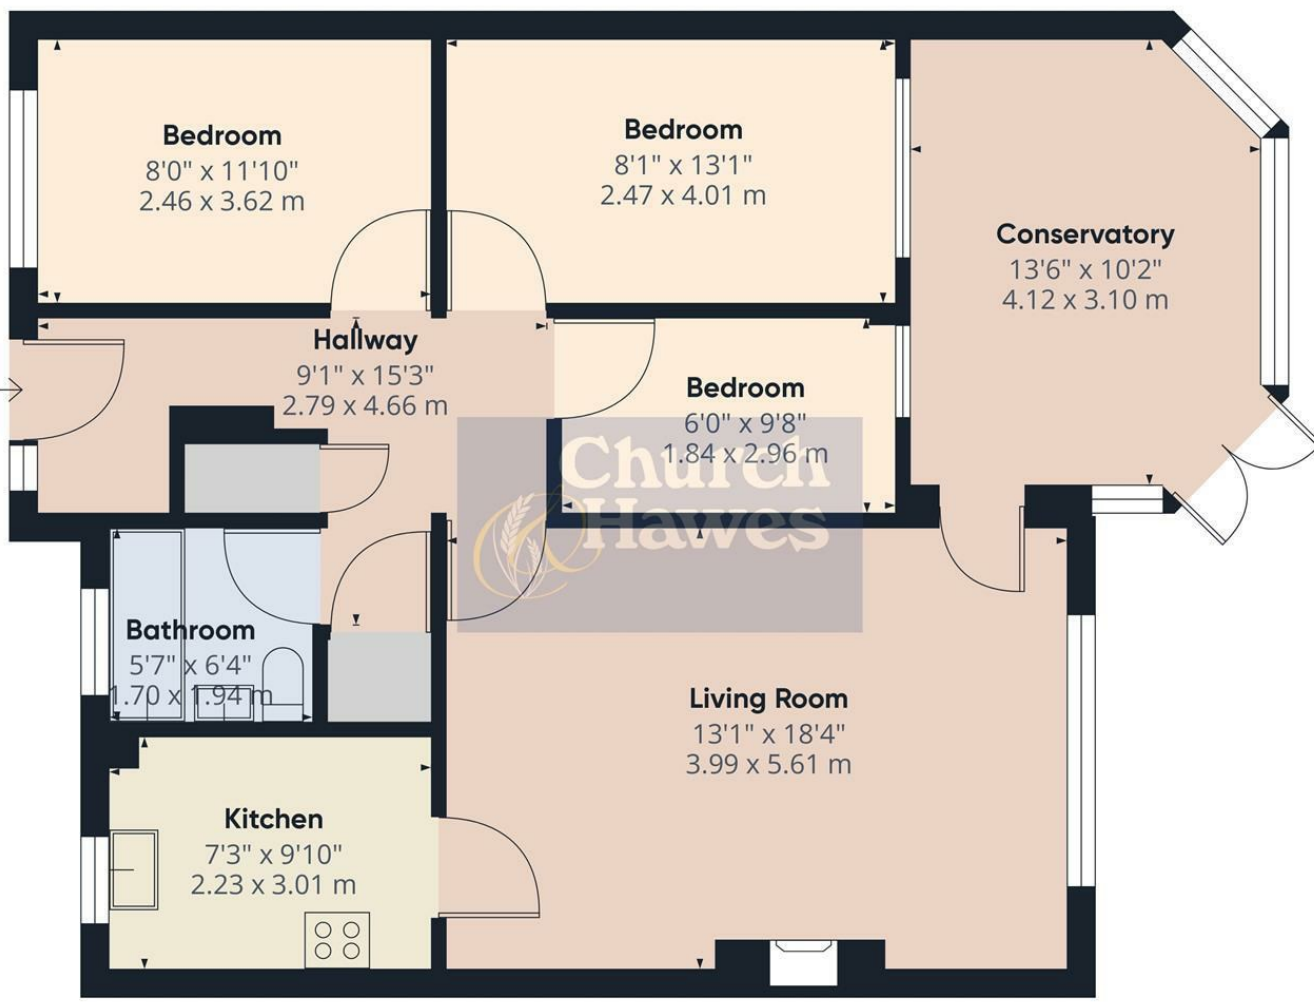 Bedroom
8'0" x 11'10"
2.46 x 3.62 m
Bedroom
8'1" x 13'1"
2.47 x 4.01 m
Conservatory
13'6" x 10'2"
4.12 x 3.10 m
Hallway
9'1" x 15'3"
2.79 x 4.66 m
Bedroom
6'0" x 9'8"
1.84 x 2.96 m
Church
& Hawes
Bathroom
5'7" x 6'4"
1.70 x 1.94 m
Living Room
13'1" x 18'4"
3.99 x 5.61 m
Kitchen
7'3" x 9'10"
2.23 x 3.01 m